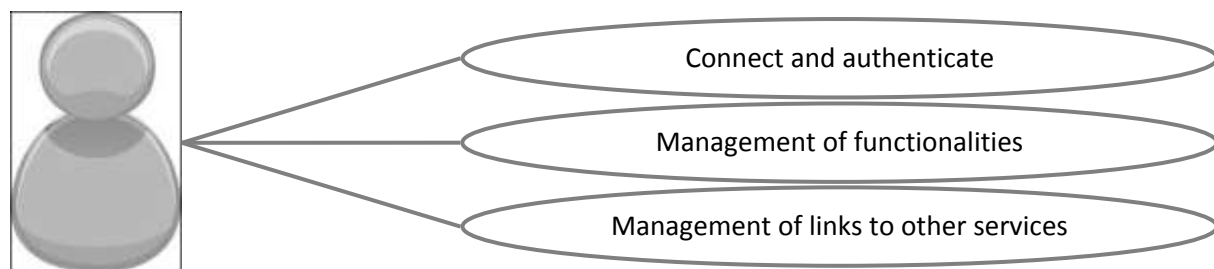 Connect and authenticate
Management of functionalities
Management of links to other services